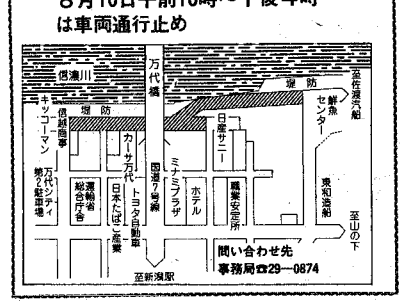 8月10日午前10時〜午後4時
は車両通行止め
信濃川
万代橋
堤防
堤防
至佐渡汽船
鮮魚センター
キッコーマン
信越商事
カーサ万代
日産サニー
万代シティ第2駐車場
運輸省総合庁舎
日本たばこ産業
トヨタ自動車
国道7号線
ミナミプラザ
ホテル
職業安定所
東和造船
至山の下
至新潟駅
問い合わせ先
事務局☎29—0874